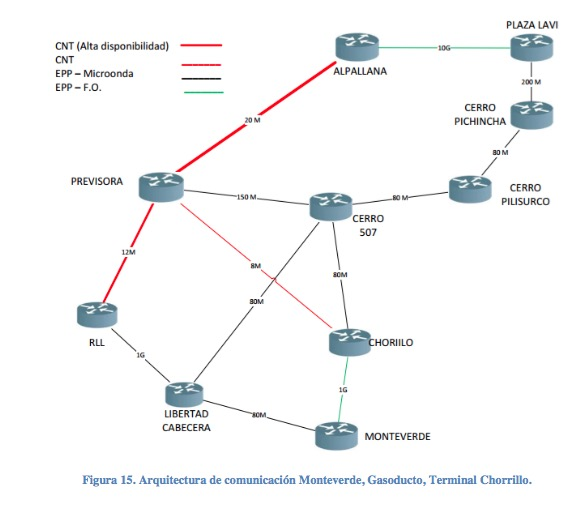 PLAZA LAVI
CNT (Alta disponibilidad)
CNT
EPP – Microonda
EPP – F.O.
10G
ALPALLANA
200 M
CERRO
PICHINCHA
20 M
80 M
PREVISORA
150 M
80 M
CERRO
PILISURCO
CERRO
507
12M
8M
80M
80M
RLL
CHORIILO
1G
1G
LIBERTAD
CABECERA
80M
MONTEVERDE
Figura 15. Arquitectura de comunicación Monteverde, Gasoducto, Terminal Chorrillo.